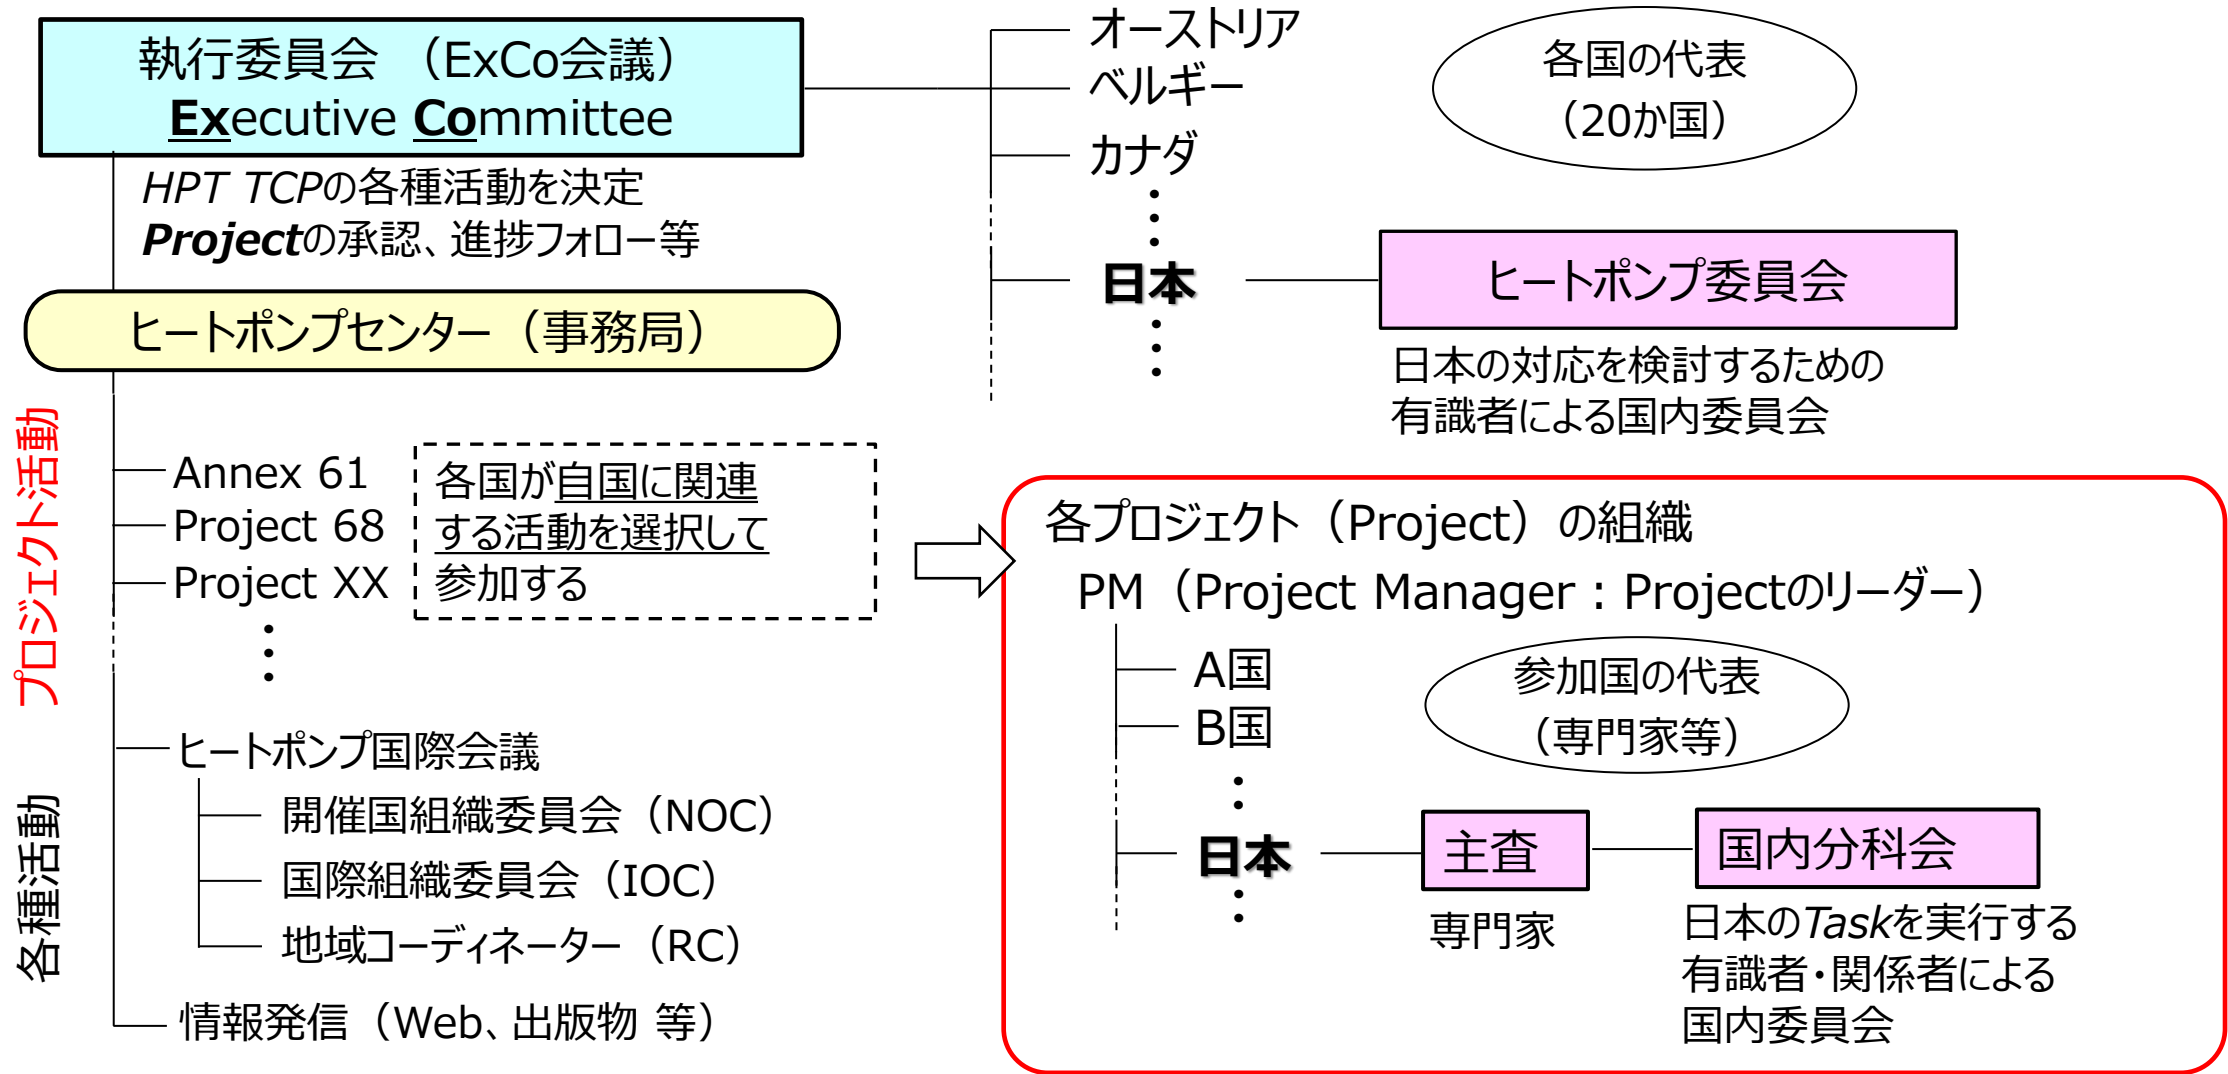 執行委員会 （ExCo会議）
Executive Committee
HPT TCPの各種活動を決定
Projectの承認、進捗フォロー等
ヒートポンプセンター（事務局）
オーストリア
ベルギー
カナダ
日本
各国の代表
（20か国）
ヒートポンプ委員会
日本の対応を検討するための
有識者による国内委員会
プロジェクト活動
Annex 61
Project 68
Project XX
各国が自国に関連
する活動を選択して
参加する
各種活動
ヒートポンプ国際会議
開催国組織委員会（NOC）
国際組織委員会（IOC）
地域コーディネーター（RC）
情報発信（Web、出版物 等）
各プロジェクト（Project）の組織
PM（Project Manager：Projectのリーダー）
A国
B国
日本
参加国の代表
（専門家等）
主査
専門家
国内分科会
日本のTaskを実行する
有識者・関係者による
国内委員会